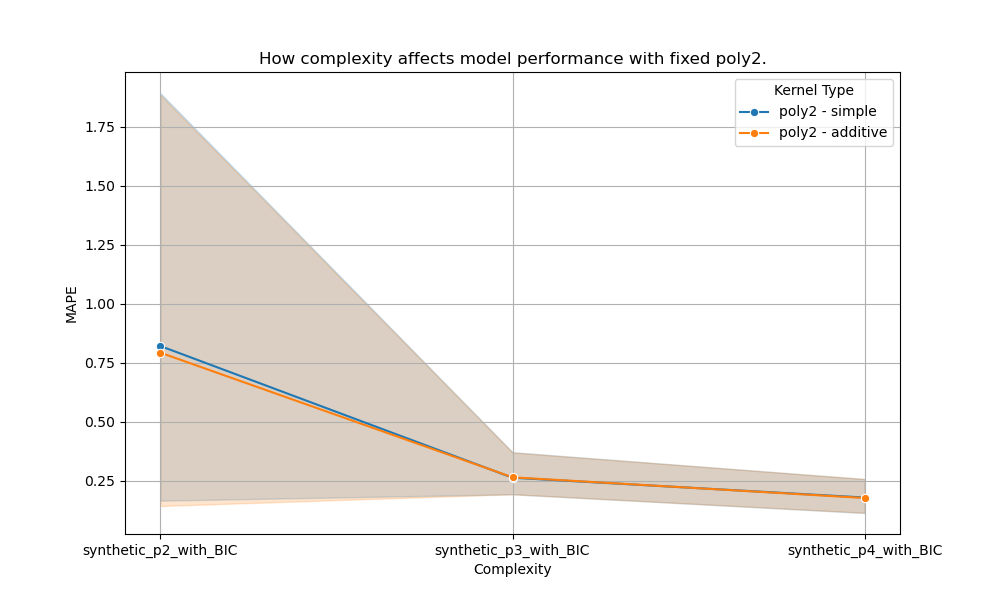 How complexity affects model performance with fixed poly2.
Kernel Type
poly2 - simple
poly2 - additive
MAPE
1.75
1.50
1.25
1.00
0.75
0.50
0.25
synthetic_p2_with_BIC
synthetic_p3_with_BIC
synthetic_p4_with_BIC
Complexity